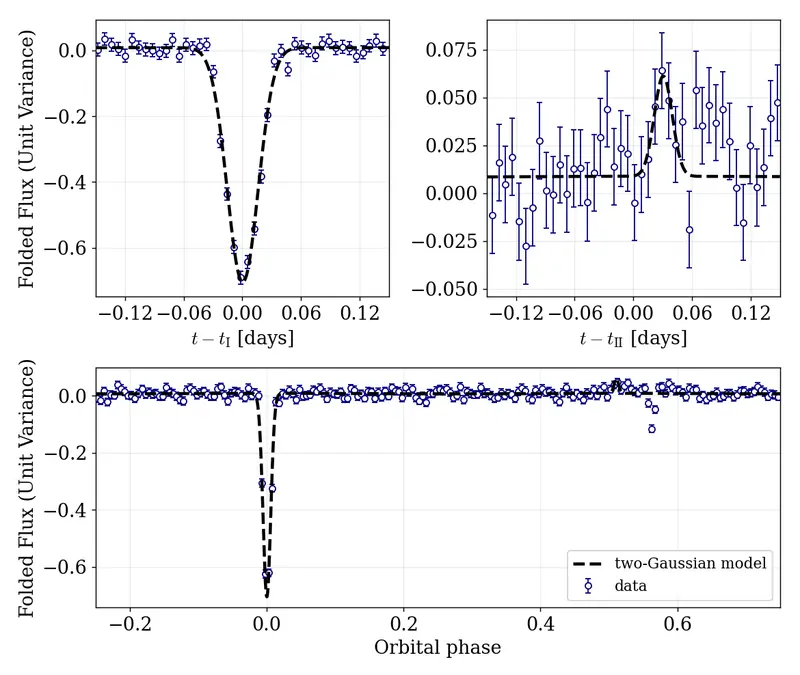 Folded Flux (Unit Variance)
0.0
−0.2
−0.4
−0.6
−0.12 −0.06 0.00 0.06 0.12
t − tI [days]
0.075
0.050
0.025
0.000
−0.025
−0.050
−0.12 −0.06 0.00 0.06 0.12
t − tII [days]
Folded Flux (Unit Variance)
0.0
−0.2
−0.4
−0.6
two-Gaussian model
data
−0.2 0.0 0.2 0.4 0.6
Orbital phase